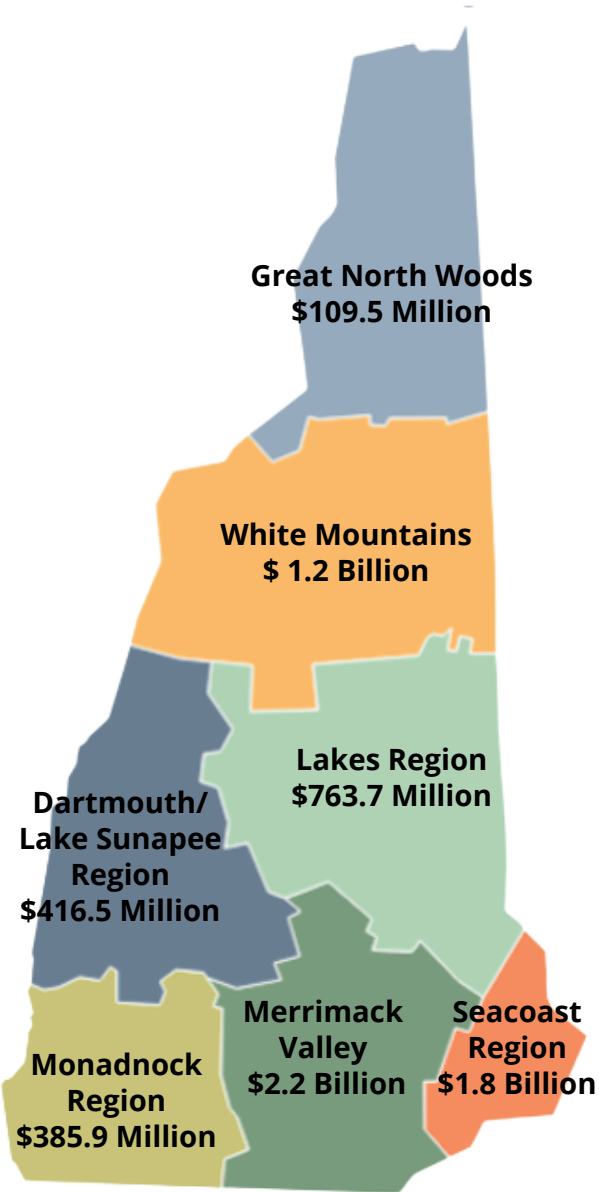 Great North Woods
$109.5 Million
White Mountains
$ 1.2 Billion
Lakes Region
$763.7 Million
Dartmouth/
Lake Sunapee
Region
$416.5 Million
Merrimack
Valley
$2.2 Billion
Seacoast
Region
$1.8 Billion
Monadnock
Region
$385.9 Million